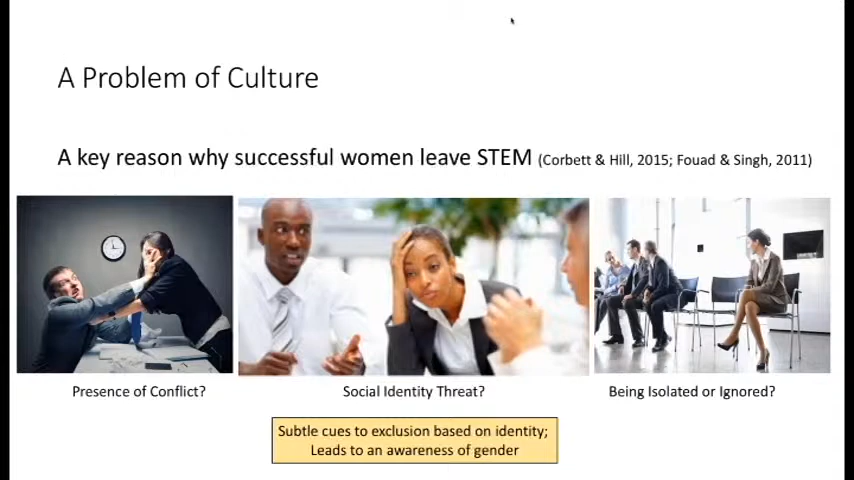 A Problem of Culture
A key reason why successful women leave STEM (Corbett & Hill, 2015; Fouad & Singh, 2011)
Presence of Conflict?
Social Identity Threat?
Being Isolated or Ignored?
Subtle cues to exclusion based on identity;
Leads to an awareness of gender